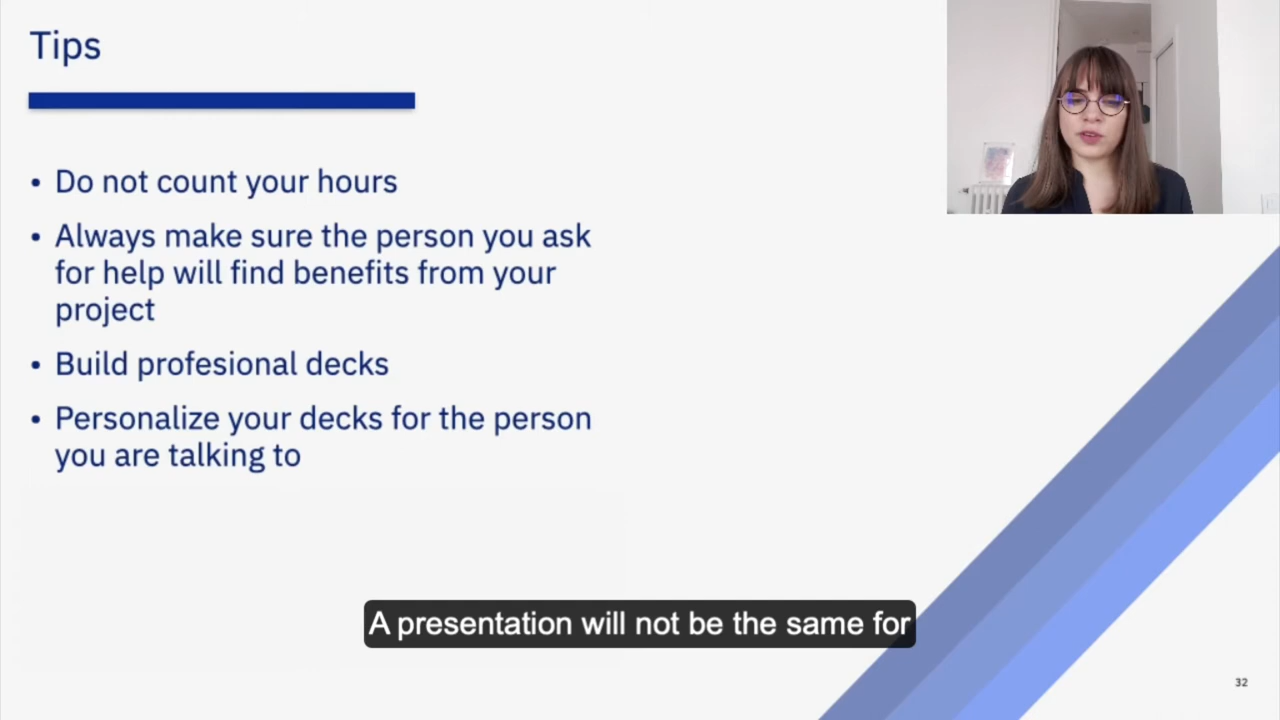 Tips
• Do not count your hours
• Always make sure the person you ask
for help will find benefits from your
project
• Build profesional decks
• Personalize your decks for the person
you are talking to
A presentation will not be the same for
32